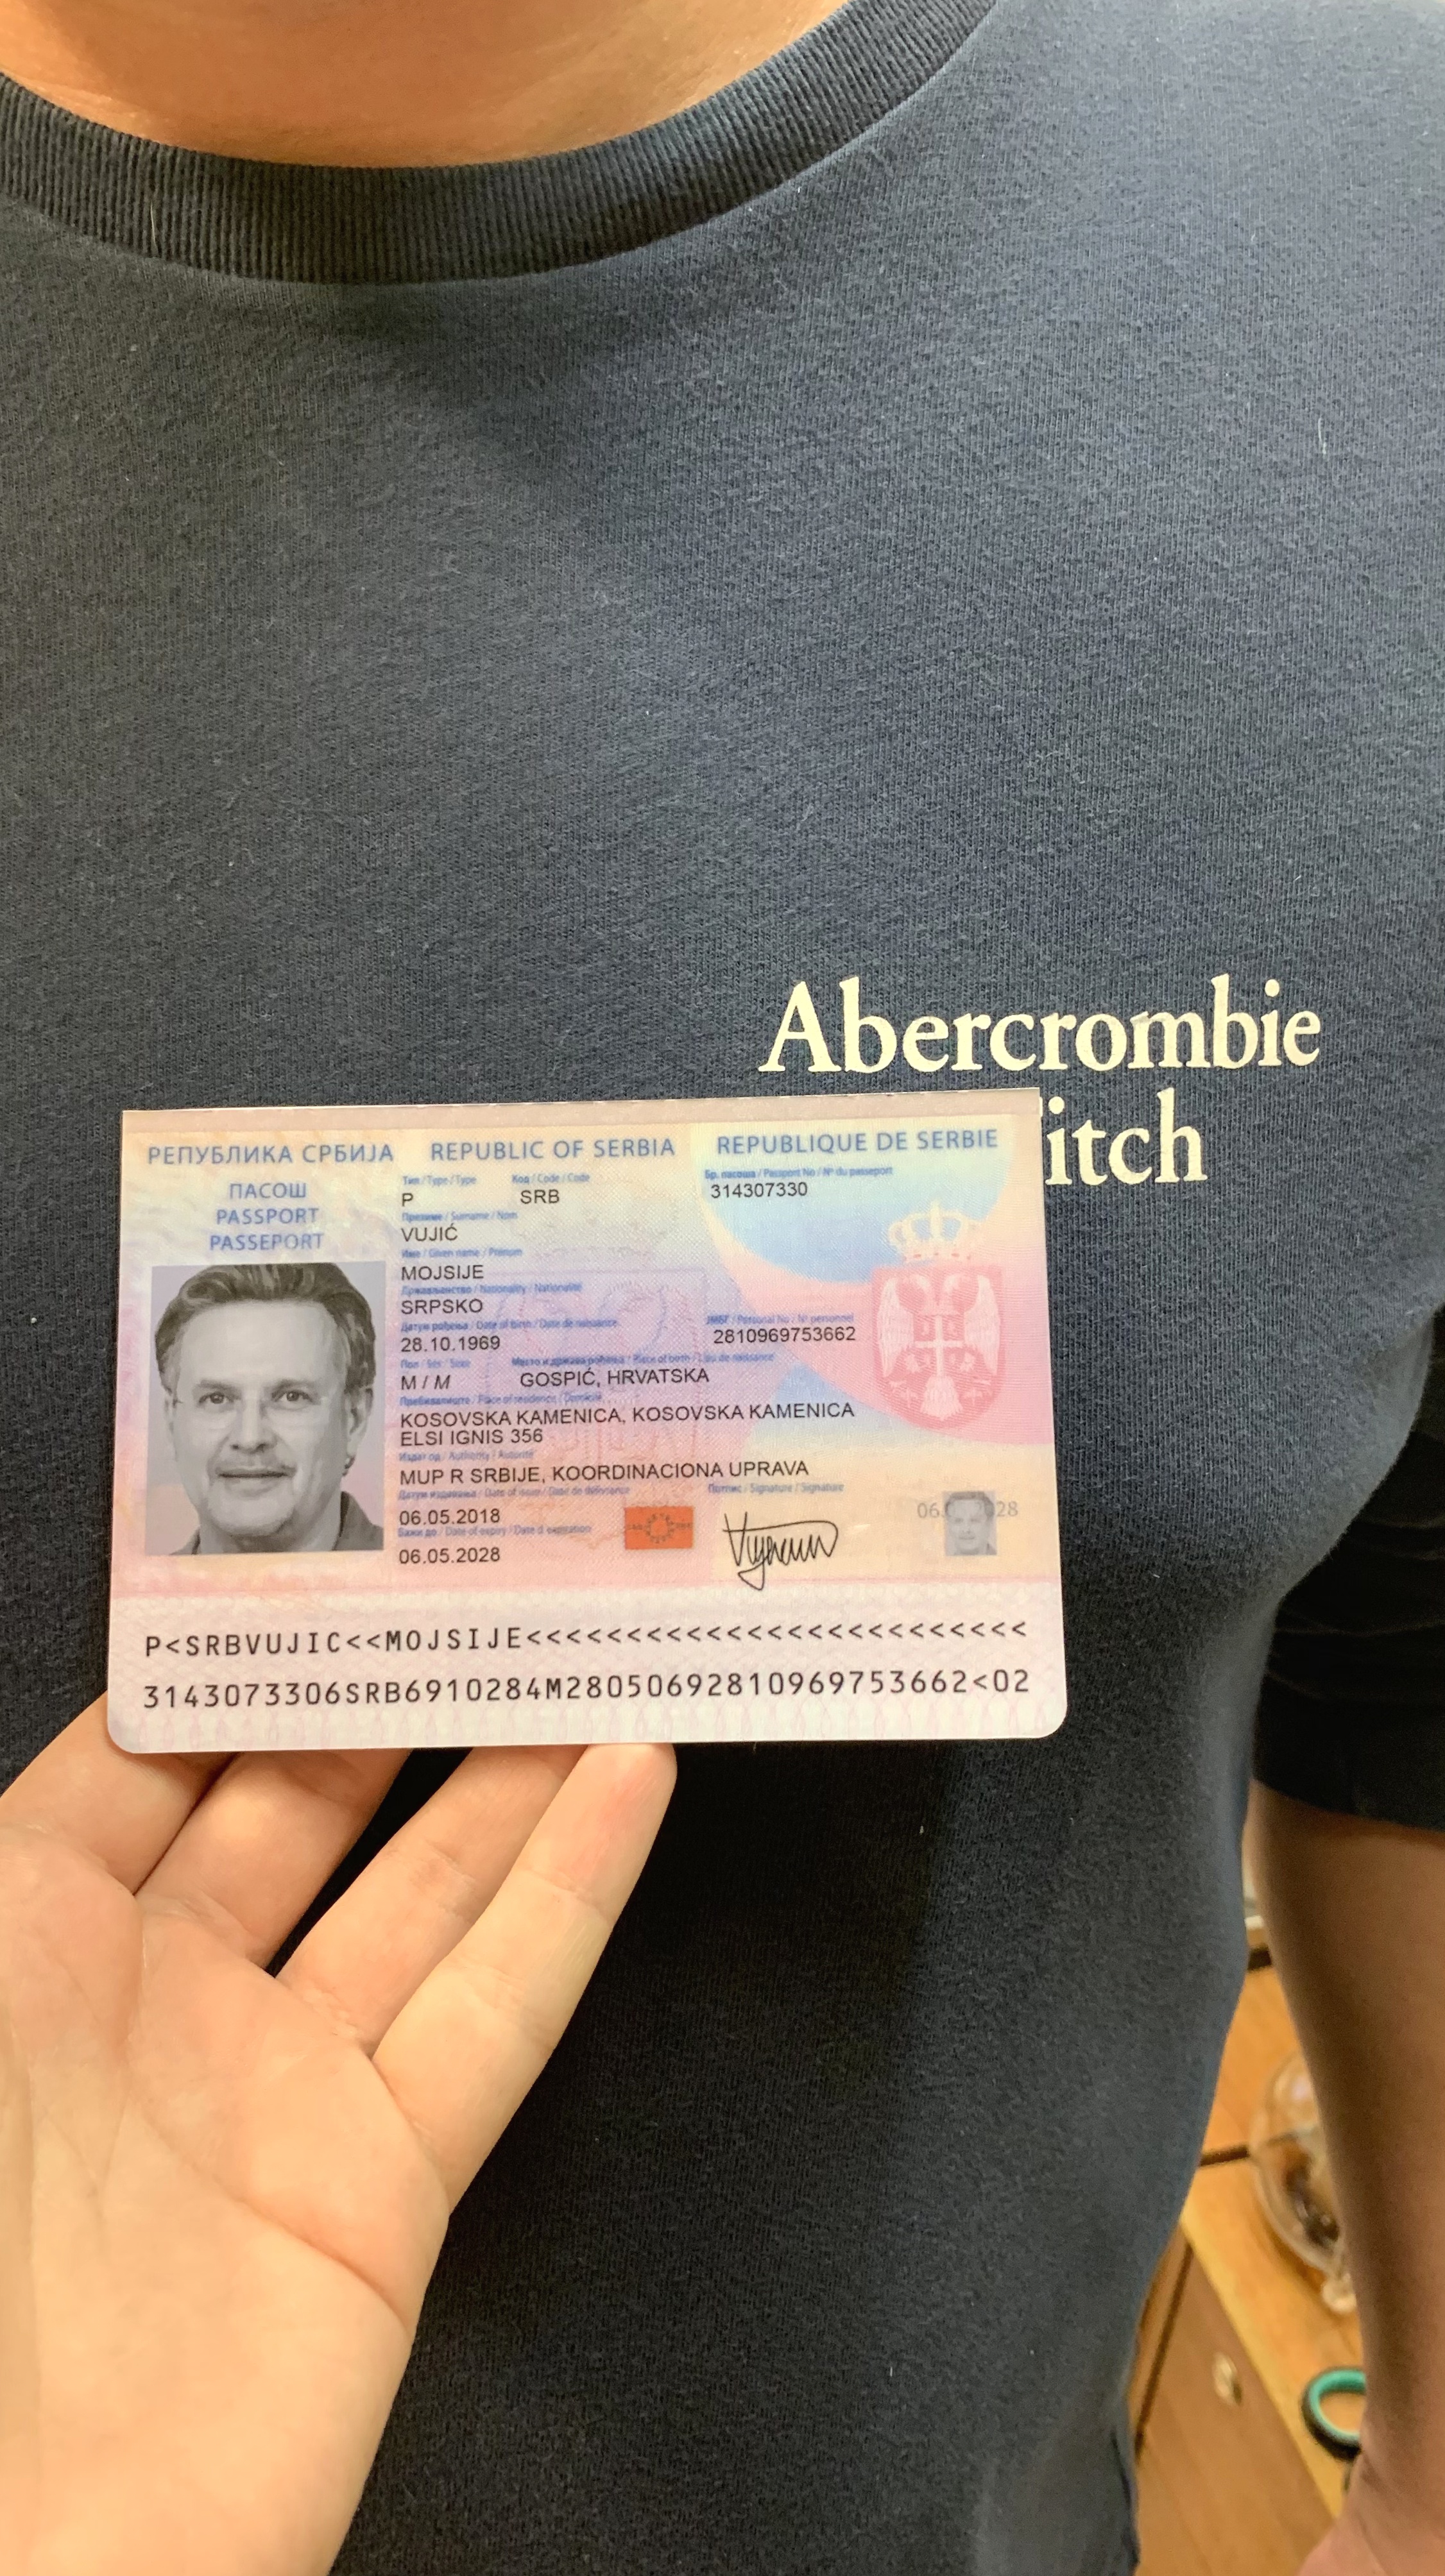 Abercrombie
itch
РЕПУБЛИКА СРБИЈА REPUBLIC OF SERBIA REPUBLIQUE DE SERBIE
ПАСОШ
PASSPORT
PASSEPORT
Тип / Type / Type Код / Code / Code Бр. пасоша / Passport No / Nº du passeport
P SRB 314307330
Презиме / Surname / Nom
VUJIĆ
Име / Given name / Prénom
MOJSIJE
Држављанство / Nationality / Nationalité
SRPSKO
Датум рођења / Date of birth / Date de naissance ЈМБГ / Personal No / Nº personnel
28.10.1969 2810969753662
Пол / Sex / Sexe Место и држава рођења / Place of birth / Lieu de naissance
M / M GOSPIĆ, HRVATSKA
Пребивалиште / Place of residence / Domicile
KOSOVSKA KAMENICA, KOSOVSKA KAMENICA
ELSI IGNIS 356
Издат од / Authority / Autorité
MUP R SRBIJE, KOORDINACIONA UPRAVA
Датум издавања / Date of issue / Date de délivrance Потпис / Signature / Signature
06.05.2018
Важи до / Date of expiry / Date d expiration
06.05.2028
P<SRBVUJIC<<MOJSIJE<<<<<<<<<<<<<<<<<<<<<<<<<
3143073306SRB6910284M28050692810969753662<02